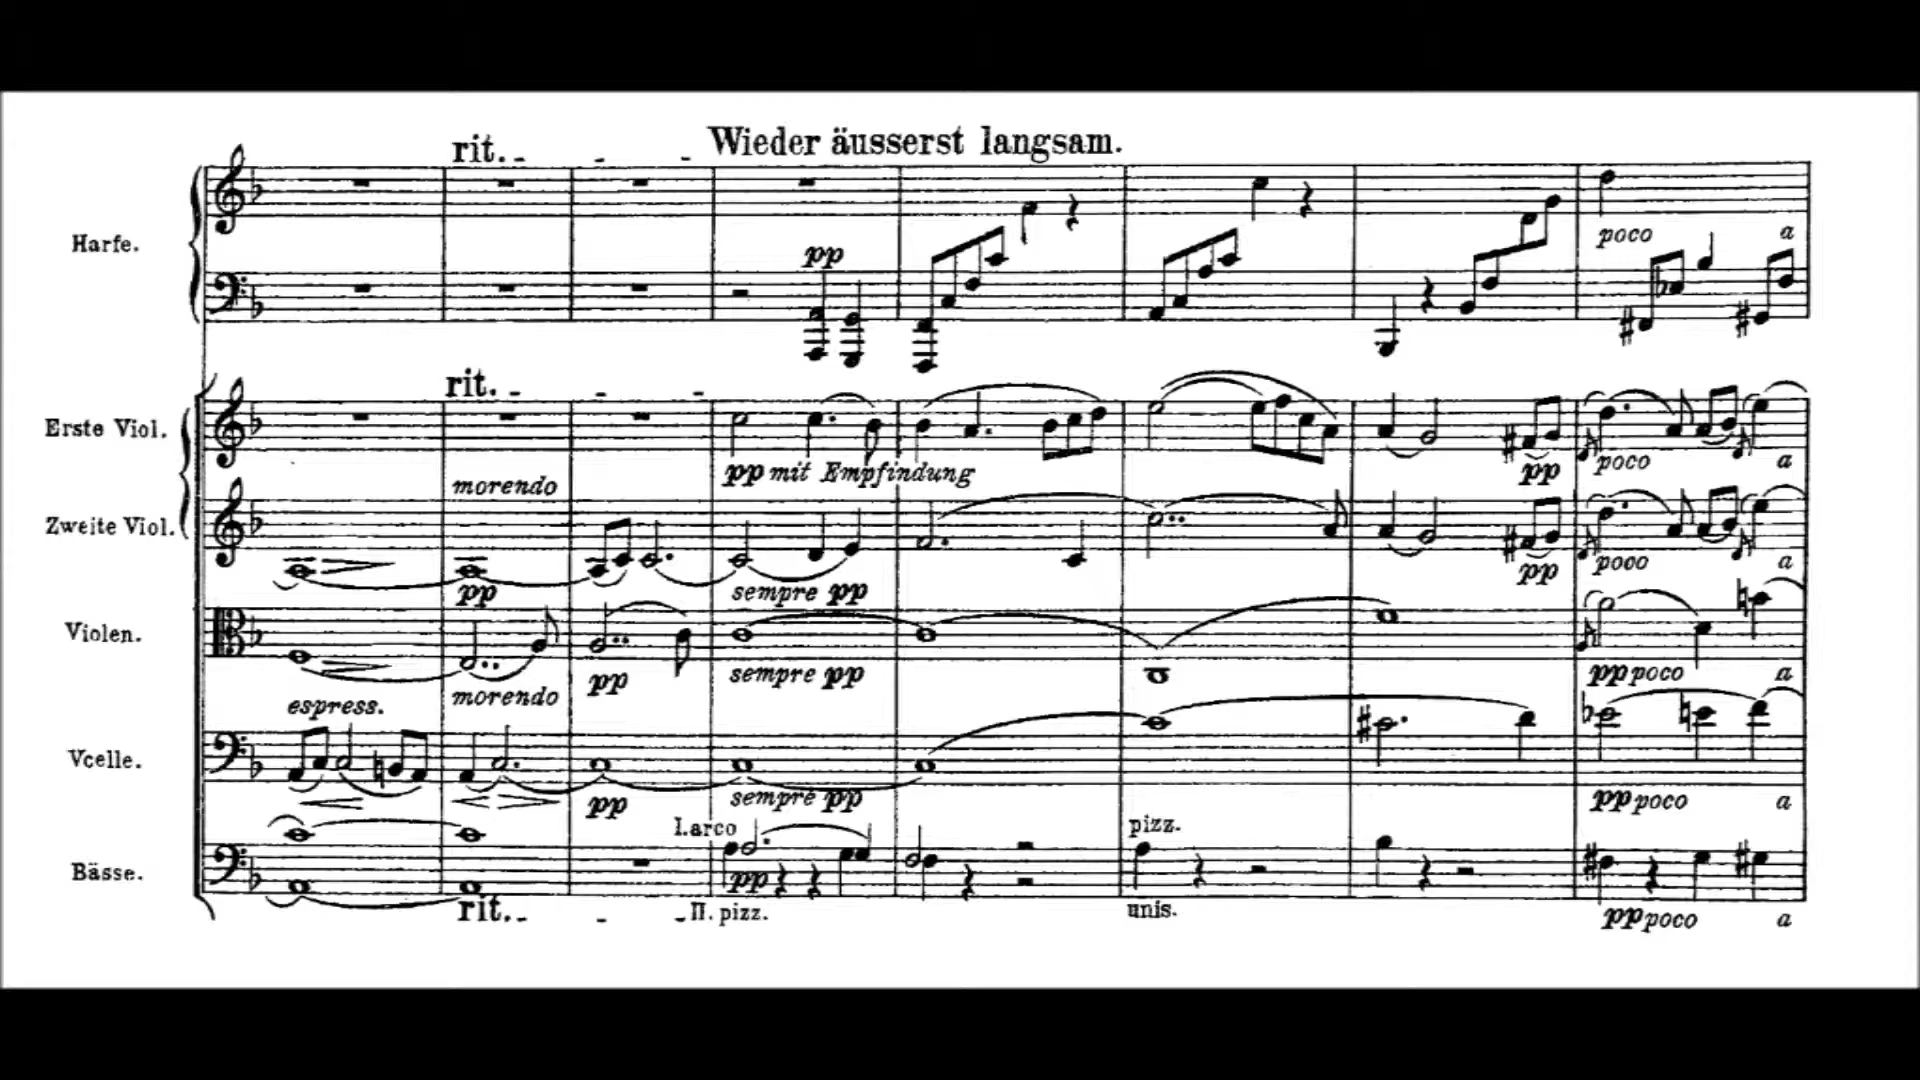 Wieder äusserst langsam.
rit.
Harfe.
pp
poco a
rit.
Erste Viol.
pp mit Empfindung
pp
poco a
morendo
Zweite Viol.
pp
sempre pp
pp
poco a
Violen.
morendo
pp
sempre pp
pp poco a
espress.
Vcelle.
pp
sempre pp
pp poco a
I. arco
pizz.
Bässe.
pp
rit.
II. pizz.
unis.
pp poco a